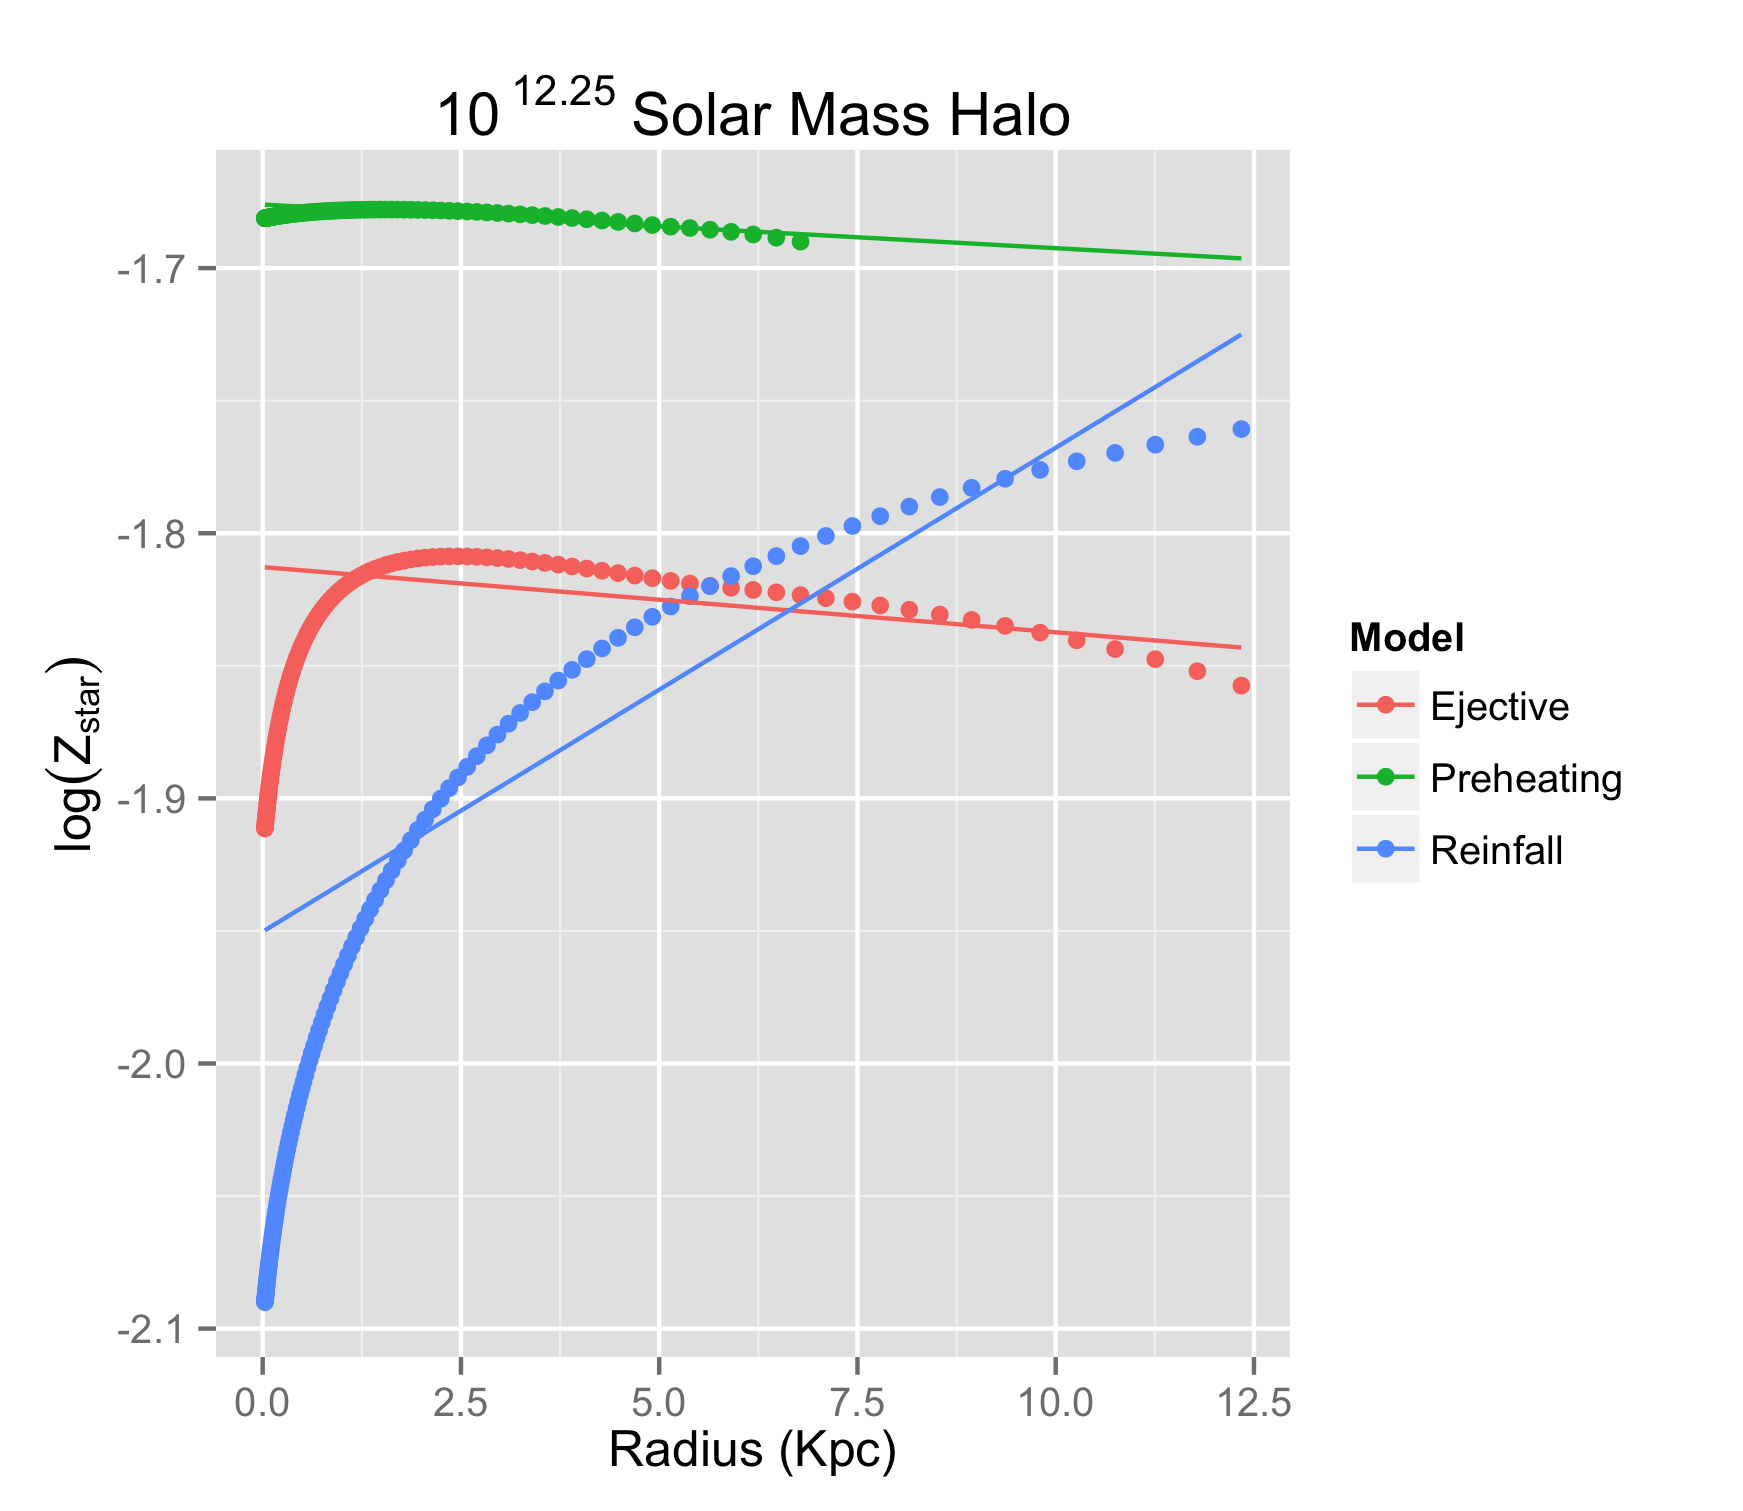 10 12.25 Solar Mass Halo
log(Zstar)
-1.7
-1.8
-1.9
-2.0
-2.1
0.0 2.5 5.0 7.5 10.0 12.5
Radius (Kpc)
Model
Ejective
Preheating
Reinfall